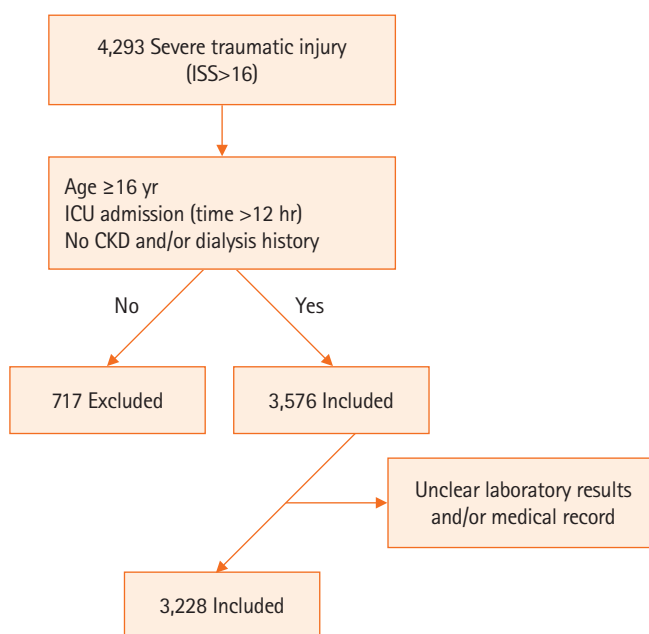 4,293 Severe traumatic injury
(ISS>16)
Age ≥16 yr
ICU admission (time >12 hr)
No CKD and/or dialysis history
No
Yes
717 Excluded
3,576 Included
Unclear laboratory results
and/or medical record
3,228 Included